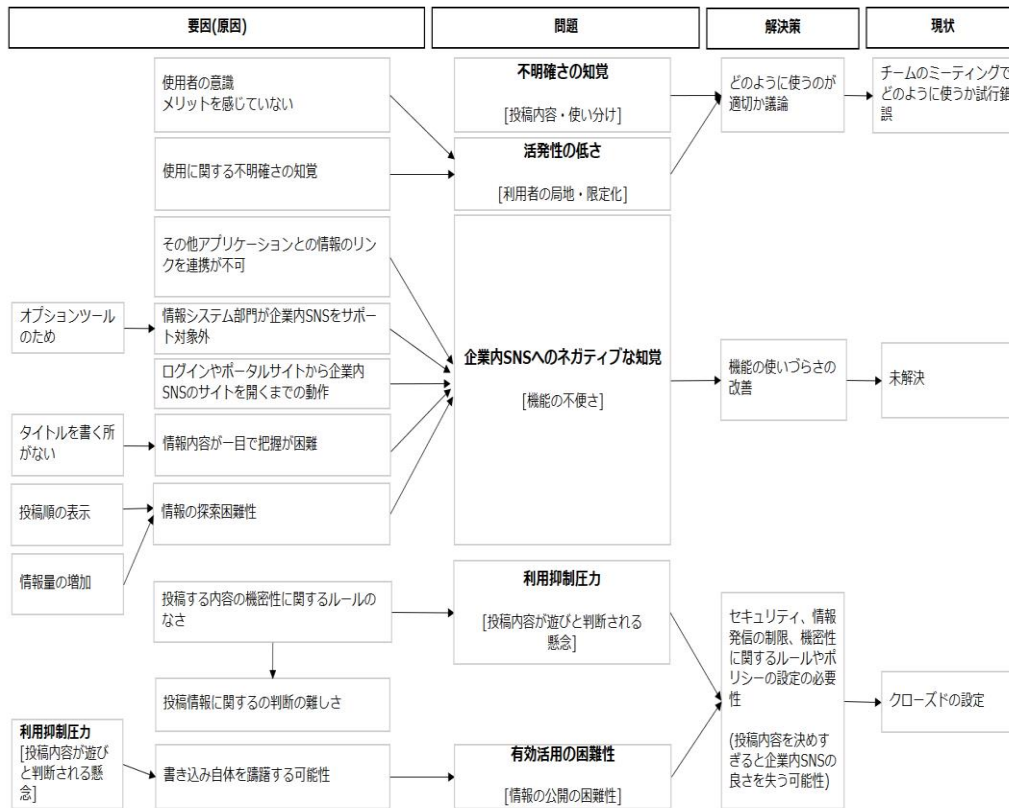 要因(原因)
問題
解決策
現状
使用者の意識
メリットを感じていない
不明確さの知覚
[投稿内容・使い分け]
どのように使うのが
適切か議論
チームのミーティングで
どのように使うか試行錯
誤
使用に関する不明確さの知覚
活発性の低さ
[利用者の局地・限定化]
その他アプリケーションとの情報のリン
クを連携が不可
オプションツール
のため
情報システム部門が企業内SNSをサポー
ト対象外
ログインやポータルサイトから企業内
SNSのサイトを開くまでの動作
タイトルを書く所
がない
情報内容が一目で把握が困難
投稿順の表示
情報の探索困難性
情報量の増加
企業内SNSへのネガティブな知覚
[機能の不便さ]
機能の使いづらさの
改善
未解決
投稿する内容の機密性に関するルールの
なさ
利用抑制圧力
[投稿内容が遊びと判断される
懸念]
投稿情報に関するの判断の難しさ
利用抑制圧力
[投稿内容が遊び
と判断される懸
念]
書き込み自体を躊躇する可能性
有効活用の困難性
[情報の公開の困難性]
セキュリティ、情報
発信の制限、機密性
に関するルールやポ
リシーの設定の必要
性
(投稿内容を決めす
ぎると企業内SNSの
良さを失う可能性)
クローズドの設定